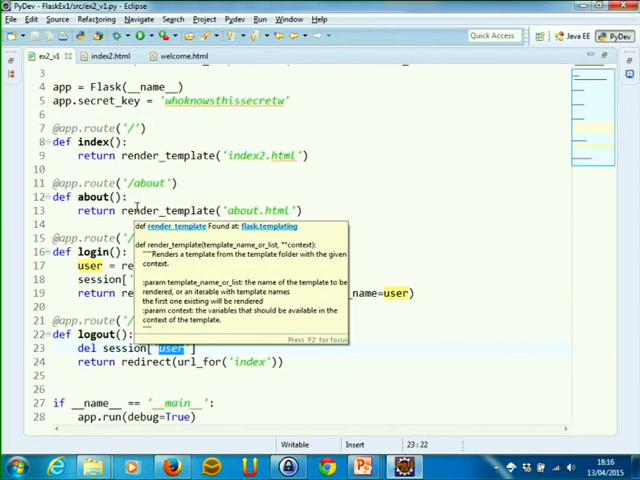 PyDev - FlaskEx1/src/ex2_v1.py - Eclipse
File Edit Source Refactoring Navigate Search Project Pydev Run Window Help
Quick Access
Java EE
PyDev
ex2_v1
index2.html
welcome.html
3
4 app = Flask(__name__)
5 app.secret_key = 'whoknowsthissecretw'
6
7 @app.route('/')
8 def index():
9 return render_template('index2.html')
10
11 @app.route('/about')
12 def about():
13 return render_template('about.html')
14
15 @app.route('/
16 def login():
17 user = re
18 session['
19 return re _name=user)
20
21 @app.route('/
22 def logout():
23 del session['user']
24 return redirect(url_for('index'))
25
26
27 if __name__ == '__main__':
28 app.run(debug=True)
def render_template Found at: flask.templating
def render_template(template_name_or_list, **context):
"""Renders a template from the template folder with the given
context.
:param template_name_or_list: the name of the template to be
rendered, or an iterable with template names
the first one existing will be rendered
:param context: the variables that should be available in the
context of the template.
"""
Press 'F2' for focus
Writable
Insert
23 : 22
18:16
13/04/2015